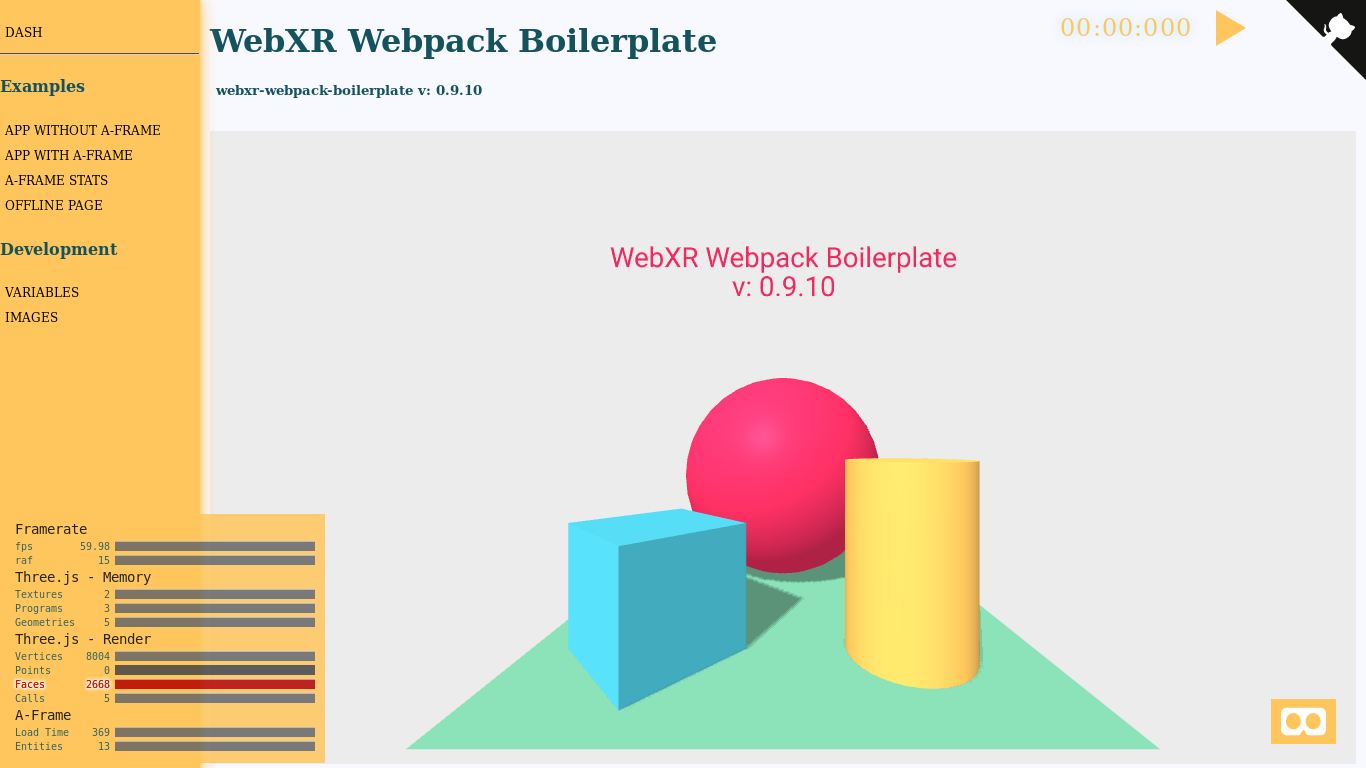 DASH
Examples
APP WITHOUT A-FRAME
APP WITH A-FRAME
A-FRAME STATS
OFFLINE PAGE
Development
VARIABLES
IMAGES
WebXR Webpack Boilerplate
00:00:000
webxr-webpack-boilerplate v: 0.9.10
WebXR Webpack Boilerplate
v: 0.9.10
Framerate
fps 59.98
raf 15
Three.js - Memory
Textures 2
Programs 3
Geometries 5
Three.js - Render
Vertices 8004
Points 0
Faces 2668
Calls 5
A-Frame
Load Time 369
Entities 13